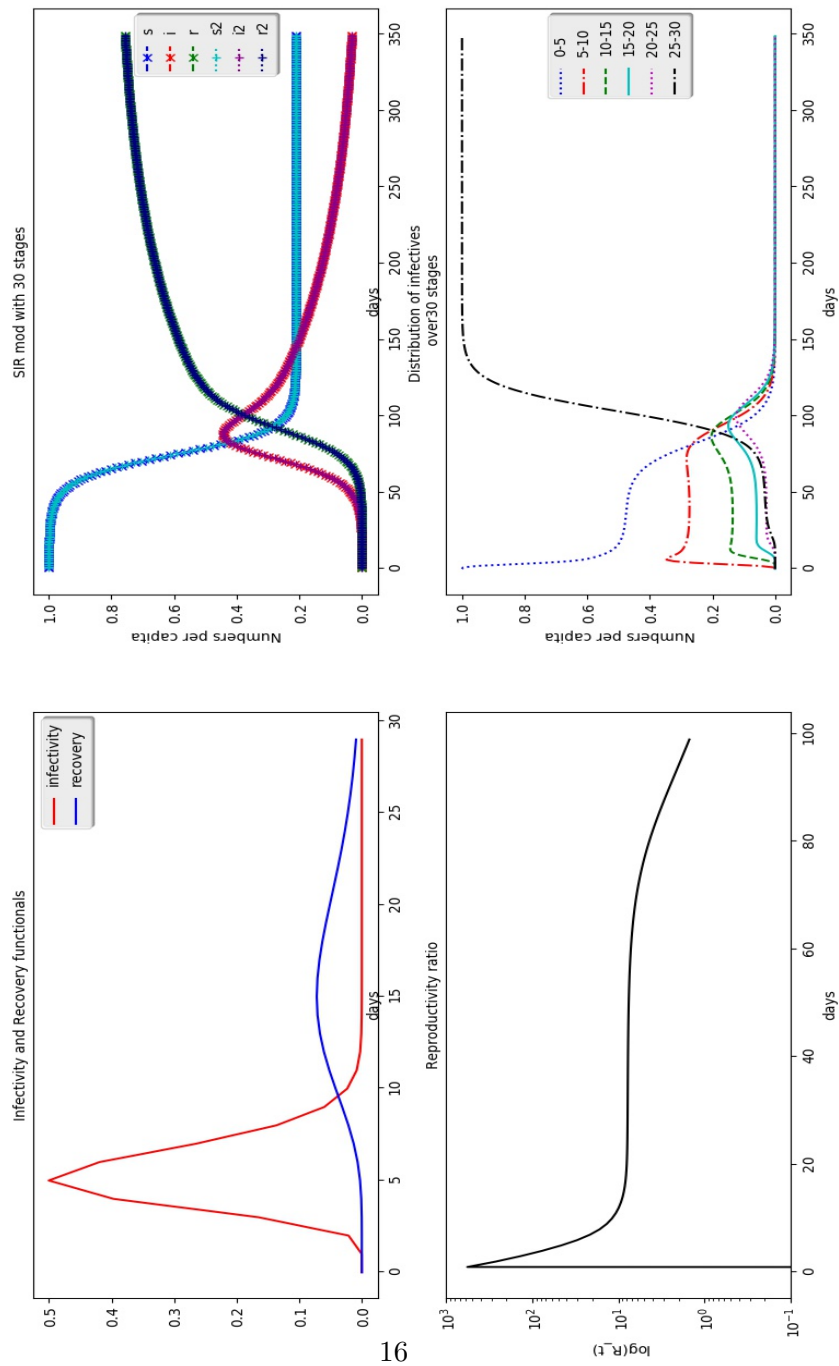 Infectivity and Recovery functionals
0.5
0.4
0.3
0.2
0.1
0.0
0
5
10
15
20
25
30
days
infectivity
recovery
SIR mod with 30 stages
Numbers per capita
1.0
0.8
0.6
0.4
0.2
0.0
0
50
100
150
200
250
300
350
days
s
i
r
s2
i2
r2
Reproductivity ratio
log(R_t)
10^3
10^2
10^1
10^0
10^-1
0
20
40
60
80
100
days
Distribution of infectives
over30 stages
Numbers per capita
1.0
0.8
0.6
0.4
0.2
0.0
0
50
100
150
200
250
300
350
days
0-5
5-10
10-15
15-20
20-25
25-30
16